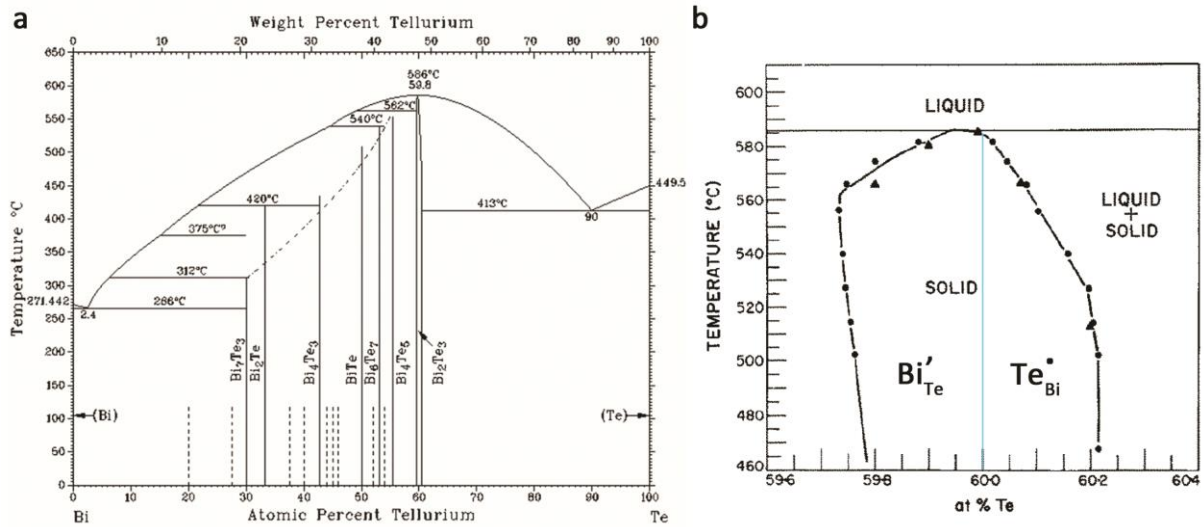 a
Weight Percent Tellurium
0 10 20 30 40 50 60 70 80 90 100
650
600
550
500
450
400
350
300
250
200
150
100
50
0
Temperature °C
586°C
59.8
562°C
540°C
449.5
420°C
413°C
90
375°C?
312°C
271.442
266°C
2.4
Bi₇Te₃
Bi₂Te
Bi₄Te₃
BiTe
Bi₆Te₇
Bi₄Te₅
Bi₂Te₃
(Bi)
(Te)
0 10 20 30 40 50 60 70 80 90 100
Bi
Atomic Percent Tellurium
Te
b
TEMPERATURE (°C)
600
580
560
540
520
500
480
460
LIQUID
LIQUID
+
SOLID
SOLID
Bi′Te
Te•Bi
59·6 59·8 60·0 60·2 60·4
at % Te